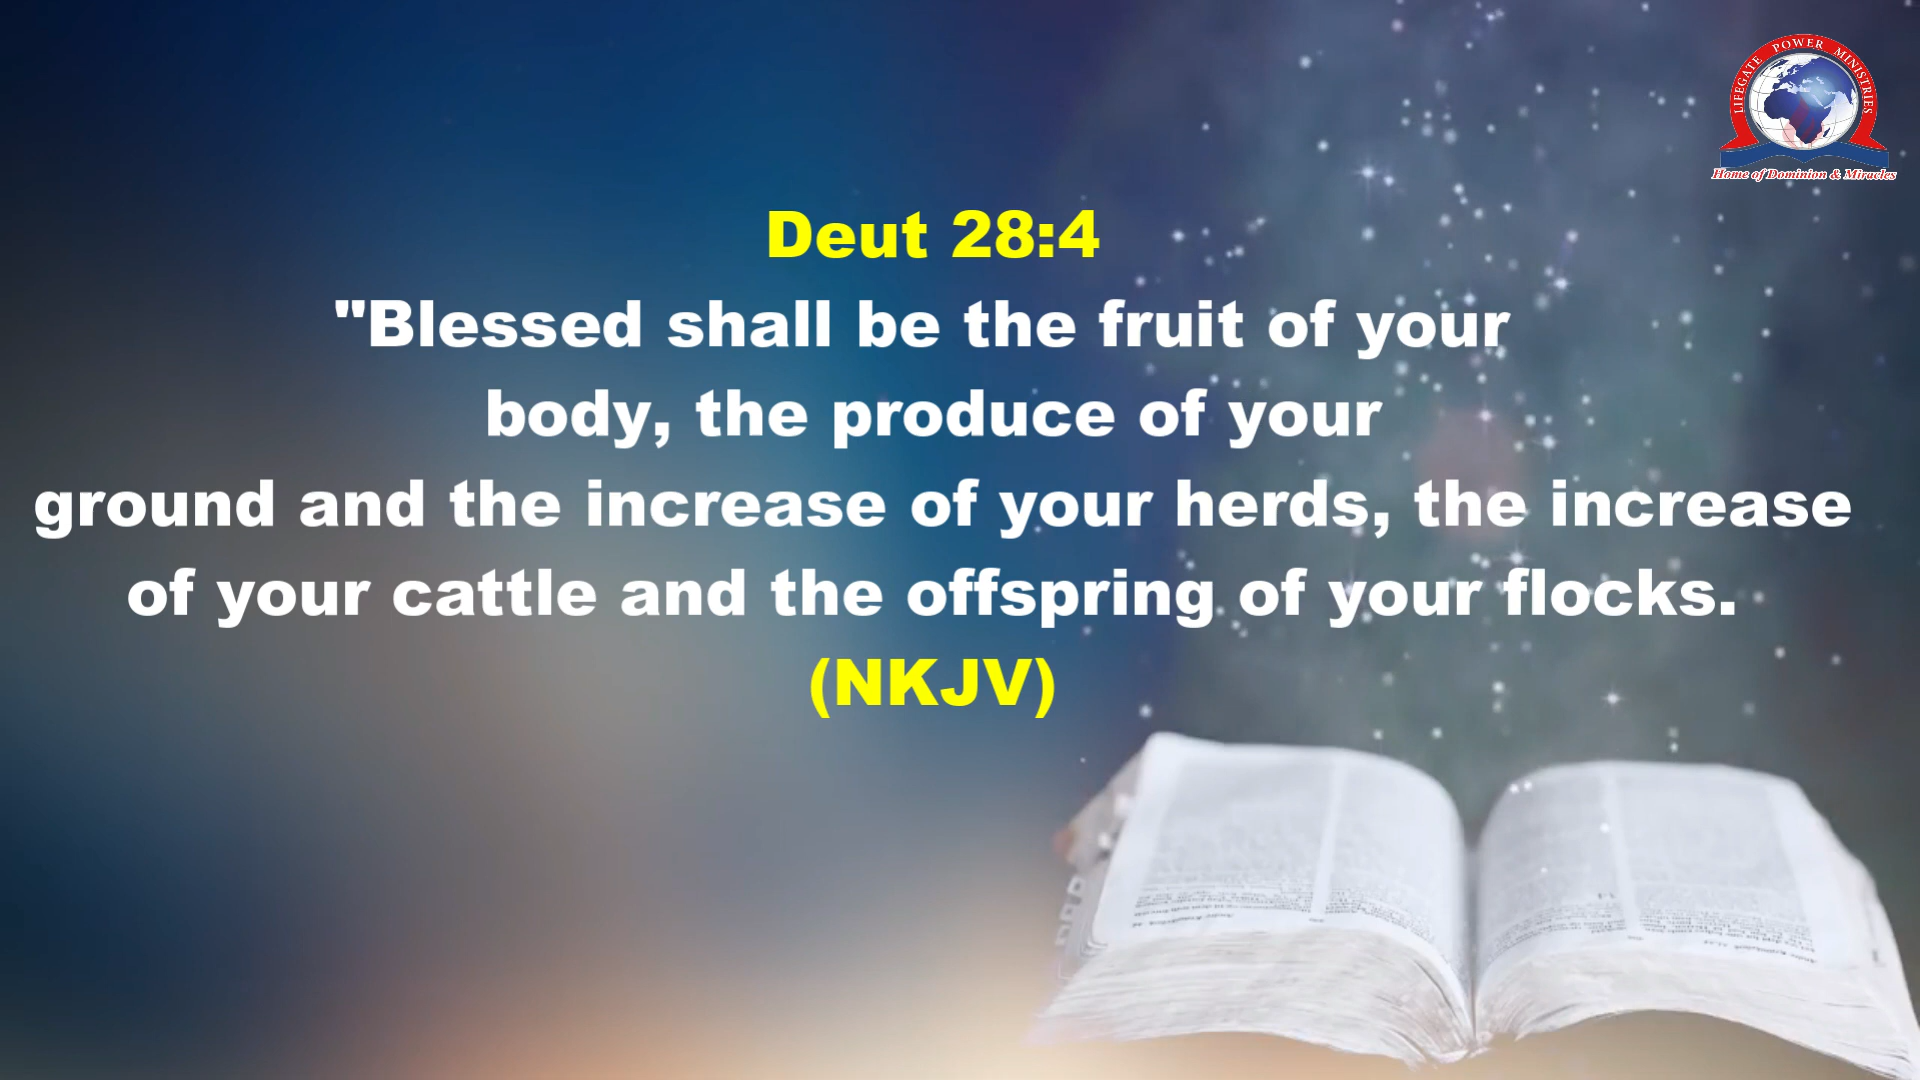 LIFEGATE POWER MINISTRIES
Home of Dominion & Miracles
Deut 28:4
"Blessed shall be the fruit of your
body, the produce of your
ground and the increase of your herds, the increase
of your cattle and the offspring of your flocks.
(NKJV)